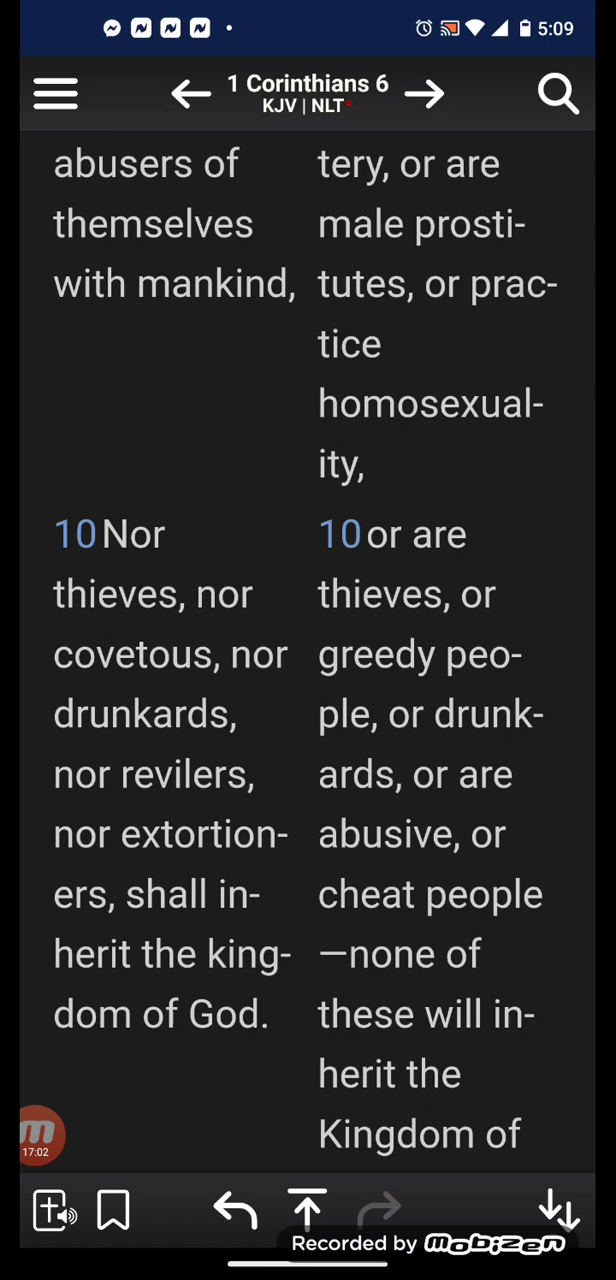 5:09
1 Corinthians 6
KJV | NLT*
abusers of
themselves
with mankind,
tery, or are
male prosti-
tutes, or prac-
tice
homosexual-
ity,
10 Nor
thieves, nor
covetous, nor
drunkards,
nor revilers,
nor extortion-
ers, shall in-
herit the king-
dom of God.
10 or are
thieves, or
greedy peo-
ple, or drunk-
ards, or are
abusive, or
cheat people
—none of
these will in-
herit the
Kingdom of
m
17:02
Recorded by mobizen